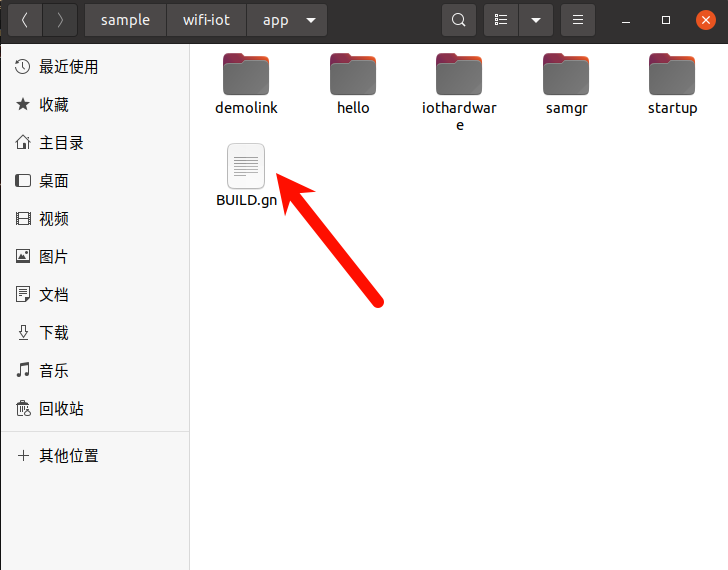 sample
wifi-iot
app
最近使用
收藏
主目录
桌面
视频
图片
文档
下载
音乐
回收站
其他位置
demolink
hello
iothardwar
e
samgr
startup
BUILD.gn